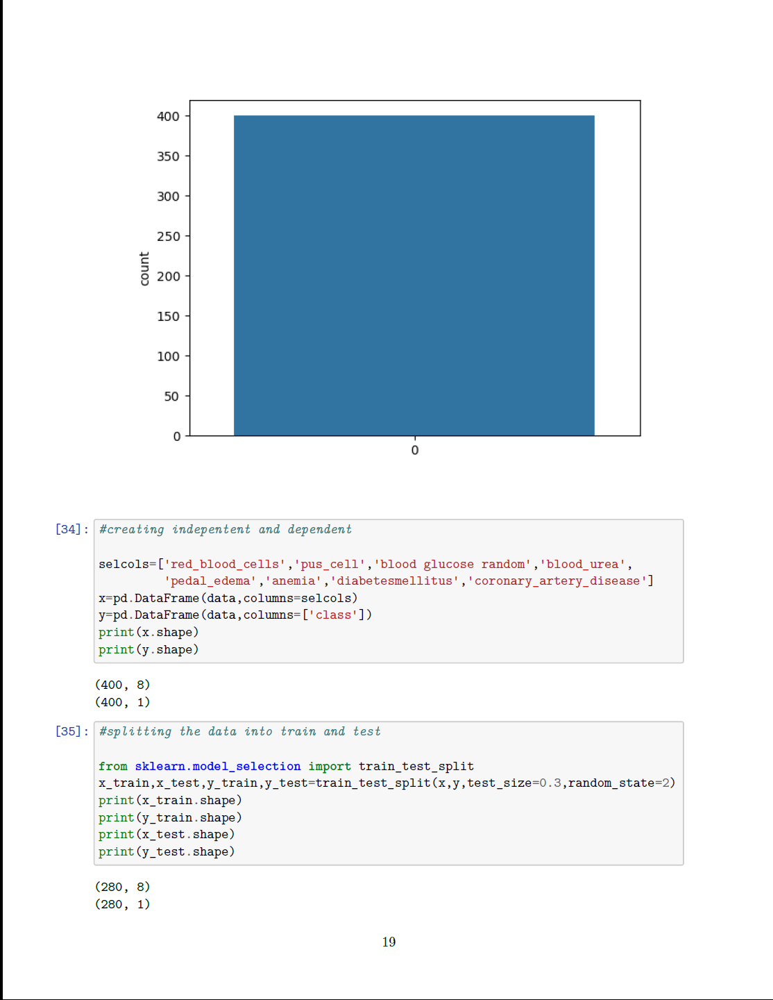 400
350
300
250
200
150
100
50
0
count
0
[34]: #creating indepentent and dependent
selcols=['red_blood_cells','pus_cell','blood glucose random','blood_urea',
'pedal_edema','anemia','diabetesmellitus','coronary_artery_disease']
x=pd.DataFrame(data,columns=selcols)
y=pd.DataFrame(data,columns=['class'])
print(x.shape)
print(y.shape)
(400, 8)
(400, 1)
[35]: #splitting the data into train and test
from sklearn.model_selection import train_test_split
x_train,x_test,y_train,y_test=train_test_split(x,y,test_size=0.3,random_state=2)
print(x_train.shape)
print(y_train.shape)
print(x_test.shape)
print(y_test.shape)
(280, 8)
(280, 1)
19